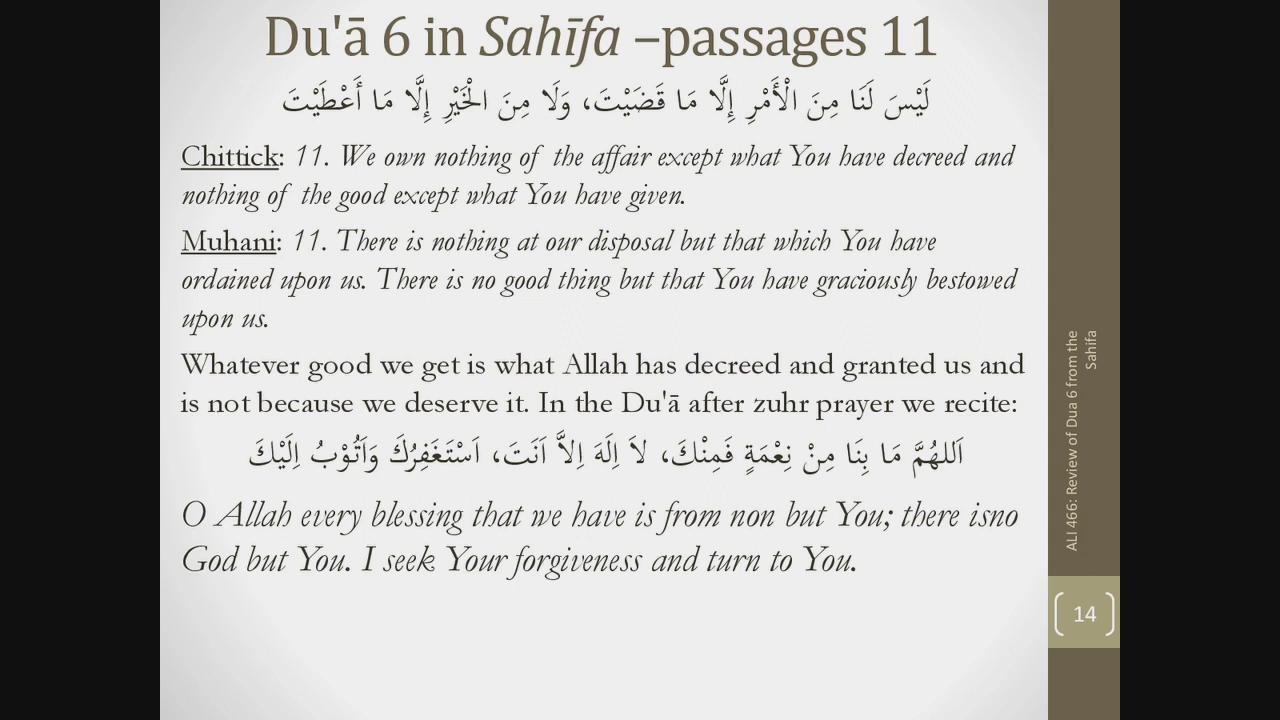 Du'ā 6 in Sahīfa –passages 11
لَيْسَ لَنَا مِنَ الْأَمْرِ إِلَّا مَا قَضَيْتَ، وَلَا مِنَ الْخَيْرِ إِلَّا مَا أَعْطَيْتَ
Chittick: 11. We own nothing of the affair except what You have decreed and
nothing of the good except what You have given.
Muhani: 11. There is nothing at our disposal but that which You have
ordained upon us. There is no good thing but that You have graciously bestowed
upon us.
Whatever good we get is what Allah has decreed and granted us and
is not because we deserve it. In the Du'ā after zuhr prayer we recite:
اَللهُمَّ مَا بِنَا مِنْ نِعْمَةٍ فَمِنْكَ، لاَ اِلَهَ اِلاَّ اَنَتَ، اَسْتَغَفِرُكَ وَاَتُوْبُ اِلَيْكَ
O Allah every blessing that we have is from non but You; there isno
God but You. I seek Your forgiveness and turn to You.
ALI 466: Review of Dua 6 from the
Sahifa
14